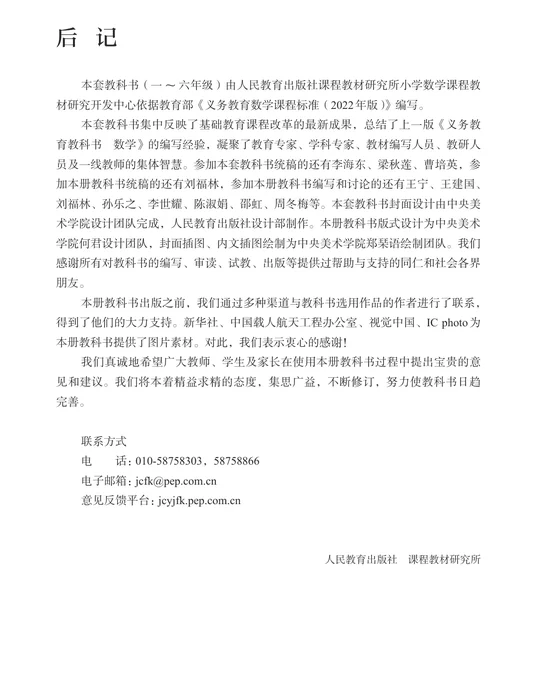 后 记
本套教科书（一～六年级）由人民教育出版社课程教材研究所小学数学课程教
材研究开发中心依据教育部《义务教育数学课程标准（2022年版）》编写。
本套教科书集中反映了基础教育课程改革的最新成果，总结了上一版《义务教
育教科书 数学》的编写经验，凝聚了教育专家、学科专家、教材编写人员、教研人
员及一线教师的集体智慧。参加本套教科书统稿的还有李海东、梁秋莲、曹培英，参
加本册教科书统稿的还有刘福林，参加本册教科书编写和讨论的还有王宁、王建国、
刘福林、孙乐之、李世耀、陈淑娟、邵虹、周冬梅等。本套教科书封面设计由中央美
术学院设计团队完成，人民教育出版社设计部制作。本册教科书版式设计为中央美术
学院何君设计团队，封面插图、内文插图绘制为中央美术学院郑琹语绘制团队。我们
感谢所有对教科书的编写、审读、试教、出版等提供过帮助与支持的同仁和社会各界
朋友。
本册教科书出版之前，我们通过多种渠道与教科书选用作品的作者进行了联系，
得到了他们的大力支持。新华社、中国载人航天工程办公室、视觉中国、IC photo为
本册教科书提供了图片素材。对此，我们表示衷心的感谢！
我们真诚地希望广大教师、学生及家长在使用本册教科书过程中提出宝贵的意
见和建议。我们将本着精益求精的态度，集思广益，不断修订，努力使教科书日趋
完善。
联系方式
电 话：010-58758303，58758866
电子邮箱：jcfk@pep.com.cn
意见反馈平台：jcyjfk.pep.com.cn
人民教育出版社 课程教材研究所